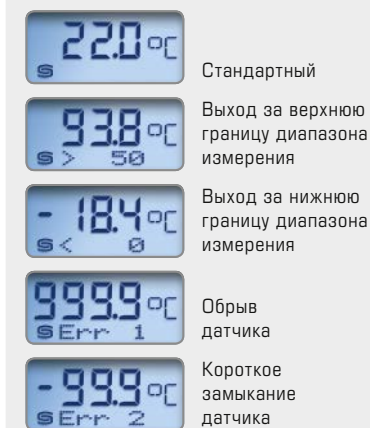 22.0 °C
S
Стандартный
93.8 °C
S > 50
Выход за верхнюю
границу диапазона
измерения
- 18.4 °C
S < 0
Выход за нижнюю
границу диапазона
измерения
999.9 °C
S Err 1
Обрыв
датчика
- 99.9 °C
S Err 2
Короткое
замыкание
датчика